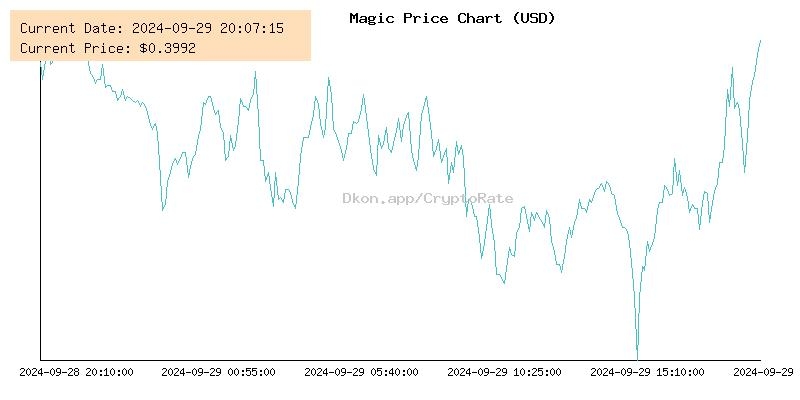 Magic Price Chart (USD)
Current Date: 2024-09-29 20:07:15
Current Price: $0.3992
Dkon.app/CryptoRate
2024-09-28 20:10:00
2024-09-29 00:55:00
2024-09-29 05:40:00
2024-09-29 10:25:00
2024-09-29 15:10:00
2024-09-29